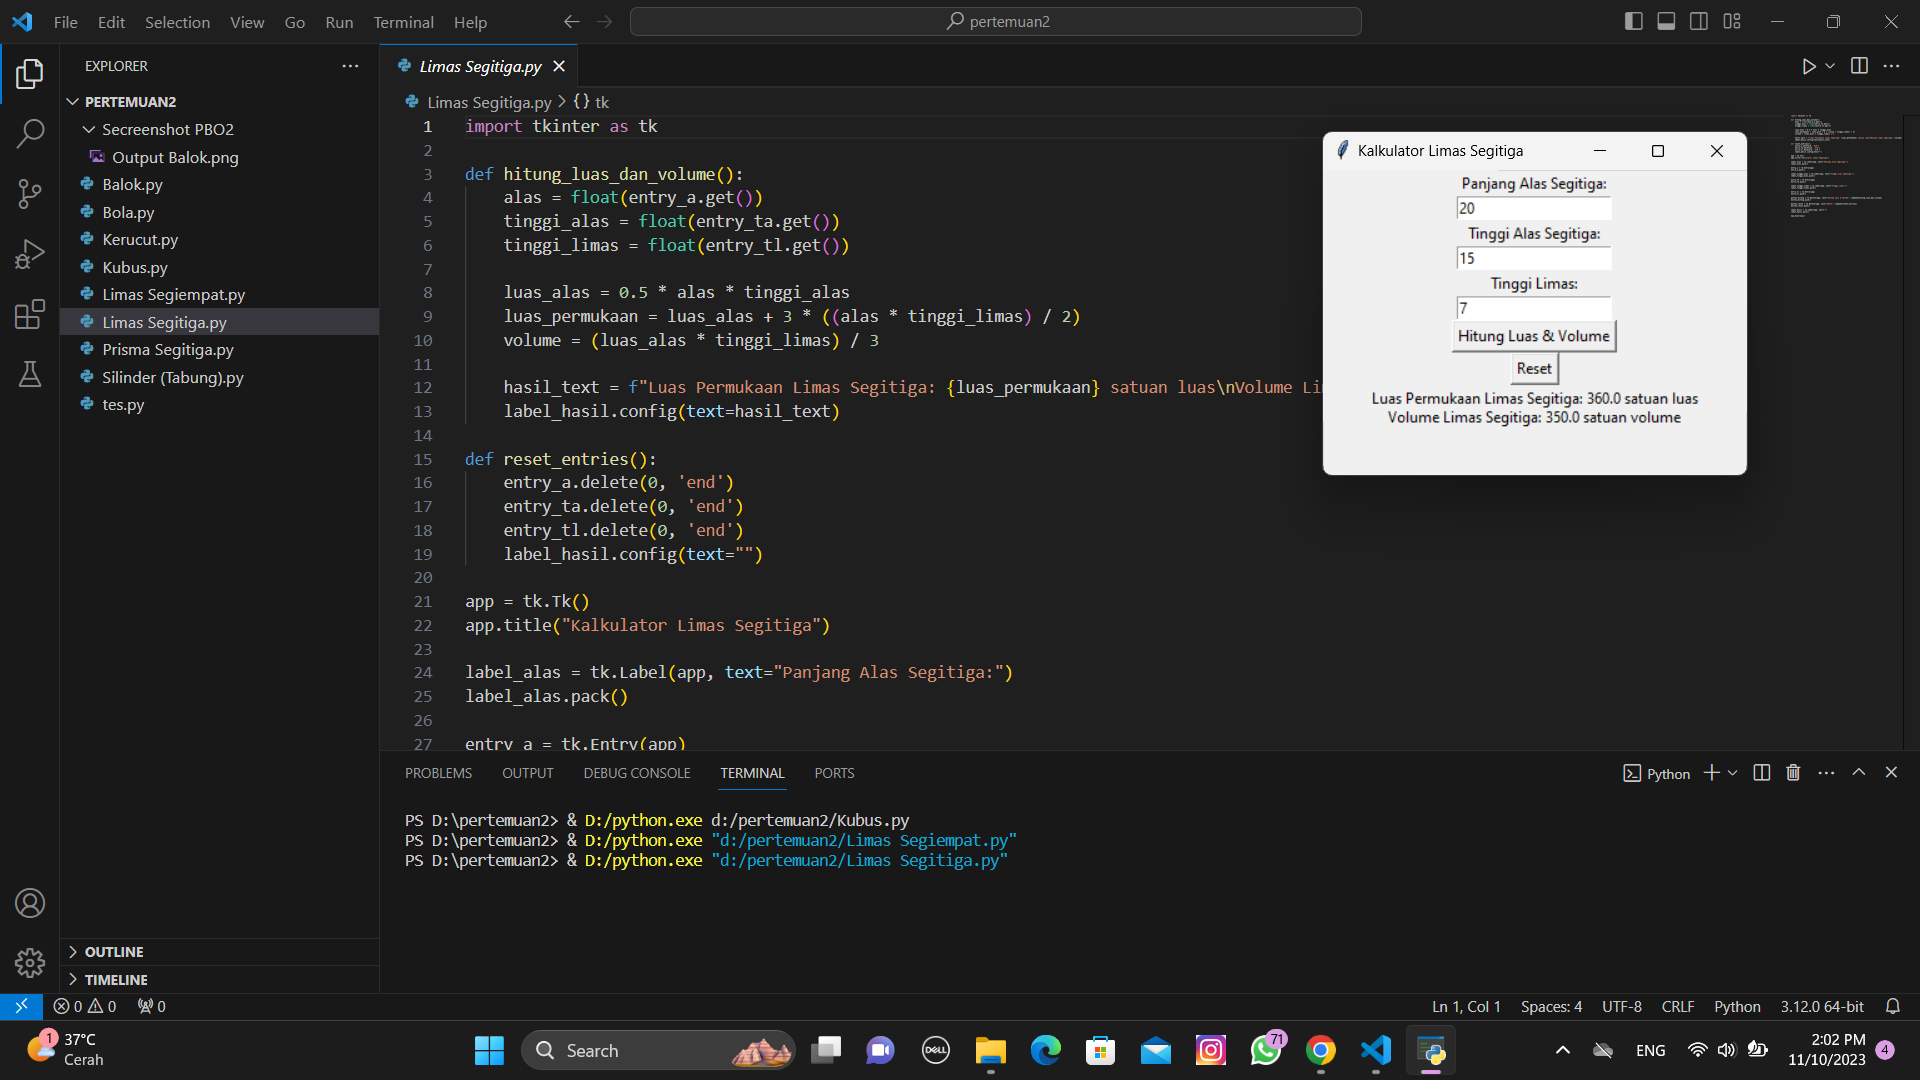 File Edit Selection View Go Run Terminal Help
pertemuan2
EXPLORER
PERTEMUAN2
Secreenshot PBO2
Output Balok.png
Balok.py
Bola.py
Kerucut.py
Kubus.py
Limas Segiempat.py
Limas Segitiga.py
Prisma Segitiga.py
Silinder (Tabung).py
tes.py
OUTLINE
TIMELINE
Limas Segitiga.py
Limas Segitiga.py > {} tk
1 import tkinter as tk
2
3 def hitung_luas_dan_volume():
4 alas = float(entry_a.get())
5 tinggi_alas = float(entry_ta.get())
6 tinggi_limas = float(entry_tl.get())
7
8 luas_alas = 0.5 * alas * tinggi_alas
9 luas_permukaan = luas_alas + 3 * ((alas * tinggi_limas) / 2)
10 volume = (luas_alas * tinggi_limas) / 3
11
12 hasil_text = f"Luas Permukaan Limas Segitiga: {luas_permukaan} satuan luas\nVolume Li
13 label_hasil.config(text=hasil_text)
14
15 def reset_entries():
16 entry_a.delete(0, 'end')
17 entry_ta.delete(0, 'end')
18 entry_tl.delete(0, 'end')
19 label_hasil.config(text="")
20
21 app = tk.Tk()
22 app.title("Kalkulator Limas Segitiga")
23
24 label_alas = tk.Label(app, text="Panjang Alas Segitiga:")
25 label_alas.pack()
26
27 entry_a = tk.Entry(app)
Kalkulator Limas Segitiga
Panjang Alas Segitiga:
20
Tinggi Alas Segitiga:
15
Tinggi Limas:
7
Hitung Luas & Volume
Reset
Luas Permukaan Limas Segitiga: 360.0 satuan luas
Volume Limas Segitiga: 350.0 satuan volume
PROBLEMS OUTPUT DEBUG CONSOLE TERMINAL PORTS
Python
PS D:\pertemuan2> & D:/python.exe d:/pertemuan2/Kubus.py
PS D:\pertemuan2> & D:/python.exe "d:/pertemuan2/Limas Segiempat.py"
PS D:\pertemuan2> & D:/python.exe "d:/pertemuan2/Limas Segitiga.py"
0 0 0
Ln 1, Col 1 Spaces: 4 UTF-8 CRLF Python 3.12.0 64-bit
1
37°C
Cerah
Search
DELL
71
ENG
2:02 PM
11/10/2023
4